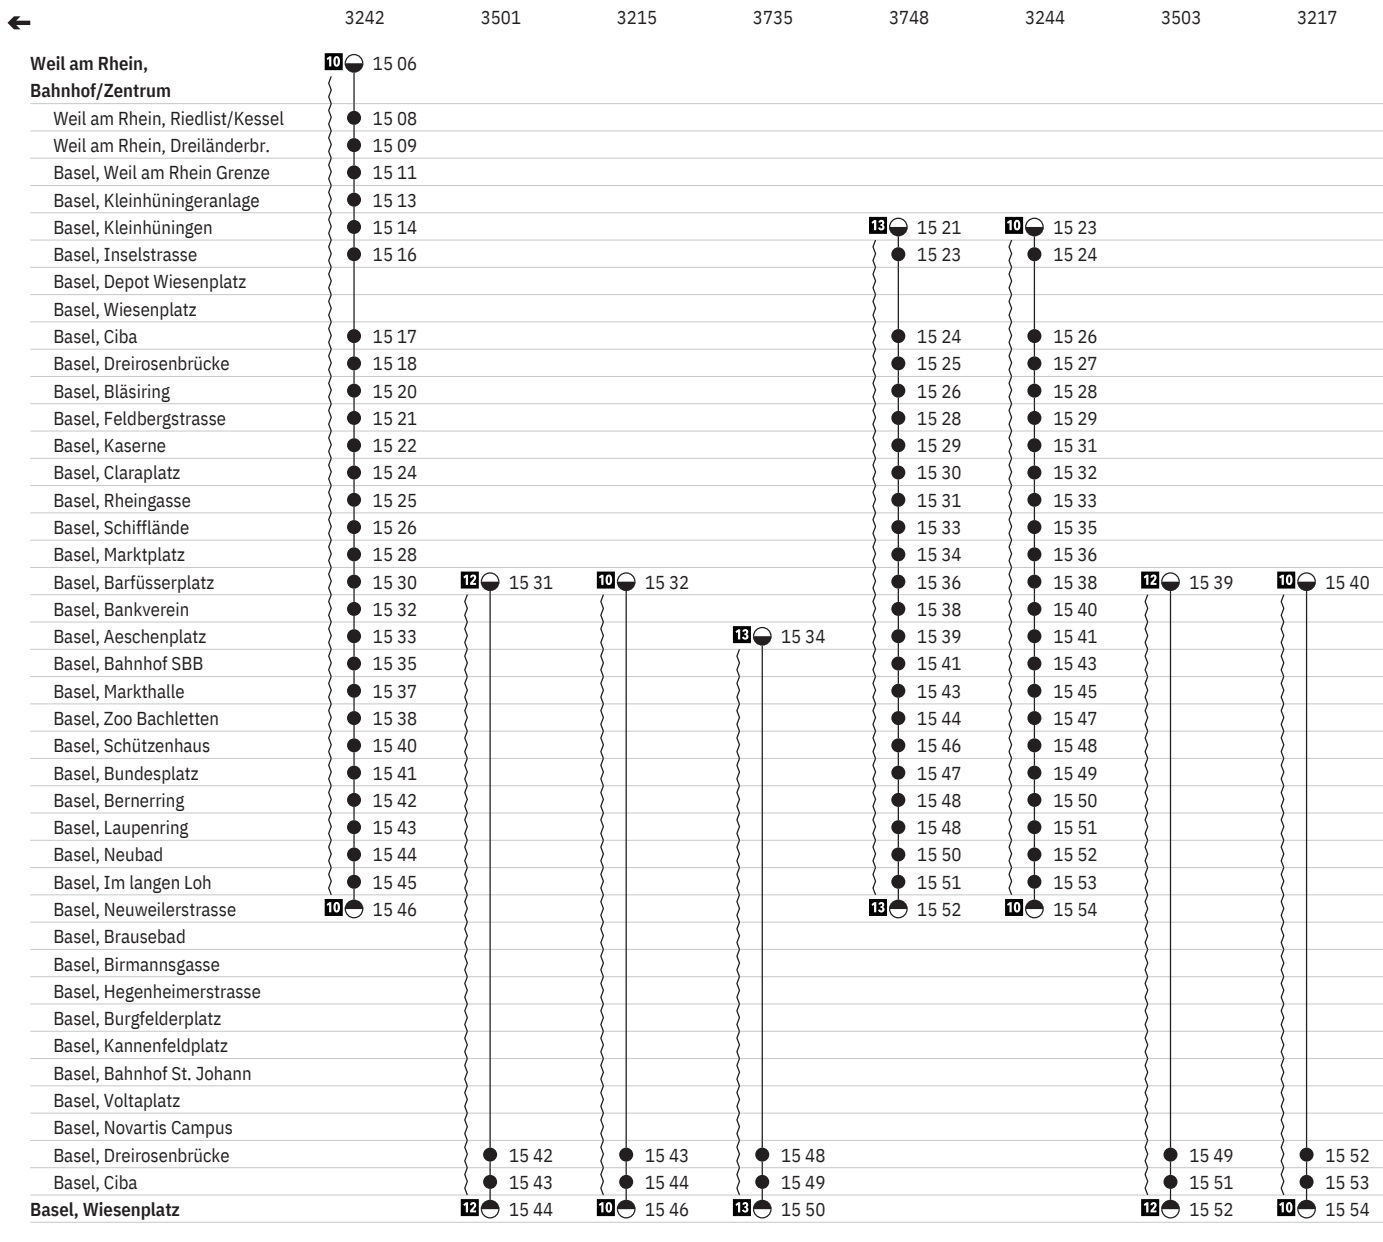 3242 3501 3215 3735 3748 3244 3503 3217
Weil am Rhein, 10 15 06
Bahnhof/Zentrum
Weil am Rhein, Riedlist/Kessel 15 08
Weil am Rhein, Dreiländerbr. 15 09
Basel, Weil am Rhein Grenze 15 11
Basel, Kleinhüningeranlage 15 13
Basel, Kleinhüningen 15 14 13 15 21 10 15 23
Basel, Inselstrasse 15 16 15 23 15 24
Basel, Depot Wiesenplatz
Basel, Wiesenplatz
Basel, Ciba 15 17 15 24 15 26
Basel, Dreirosenbrücke 15 18 15 25 15 27
Basel, Bläsiring 15 20 15 26 15 28
Basel, Feldbergstrasse 15 21 15 28 15 29
Basel, Kaserne 15 22 15 29 15 31
Basel, Claraplatz 15 24 15 30 15 32
Basel, Rheingasse 15 25 15 31 15 33
Basel, Schifflände 15 26 15 33 15 35
Basel, Marktplatz 15 28 15 34 15 36
Basel, Barfüsserplatz 15 30 12 15 31 10 15 32 15 36 15 38 12 15 39 10 15 40
Basel, Bankverein 15 32 15 38 15 40
Basel, Aeschenplatz 15 33 13 15 34 15 39 15 41
Basel, Bahnhof SBB 15 35 15 41 15 43
Basel, Markthalle 15 37 15 43 15 45
Basel, Zoo Bachletten 15 38 15 44 15 47
Basel, Schützenhaus 15 40 15 46 15 48
Basel, Bundesplatz 15 41 15 47 15 49
Basel, Bernerring 15 42 15 48 15 50
Basel, Laupenring 15 43 15 48 15 51
Basel, Neubad 15 44 15 50 15 52
Basel, Im langen Loh 15 45 15 51 15 53
Basel, Neuweilerstrasse 10 15 46 13 15 52 10 15 54
Basel, Brausebad
Basel, Birmannsgasse
Basel, Hegenheimerstrasse
Basel, Burgfelderplatz
Basel, Kannenfeldplatz
Basel, Bahnhof St. Johann
Basel, Voltaplatz
Basel, Novartis Campus
Basel, Dreirosenbrücke 15 42 15 43 15 48 15 49 15 52
Basel, Ciba 15 43 15 44 15 49 15 51 15 53
Basel, Wiesenplatz 12 15 44 10 15 46 13 15 50 12 15 52 10 15 54